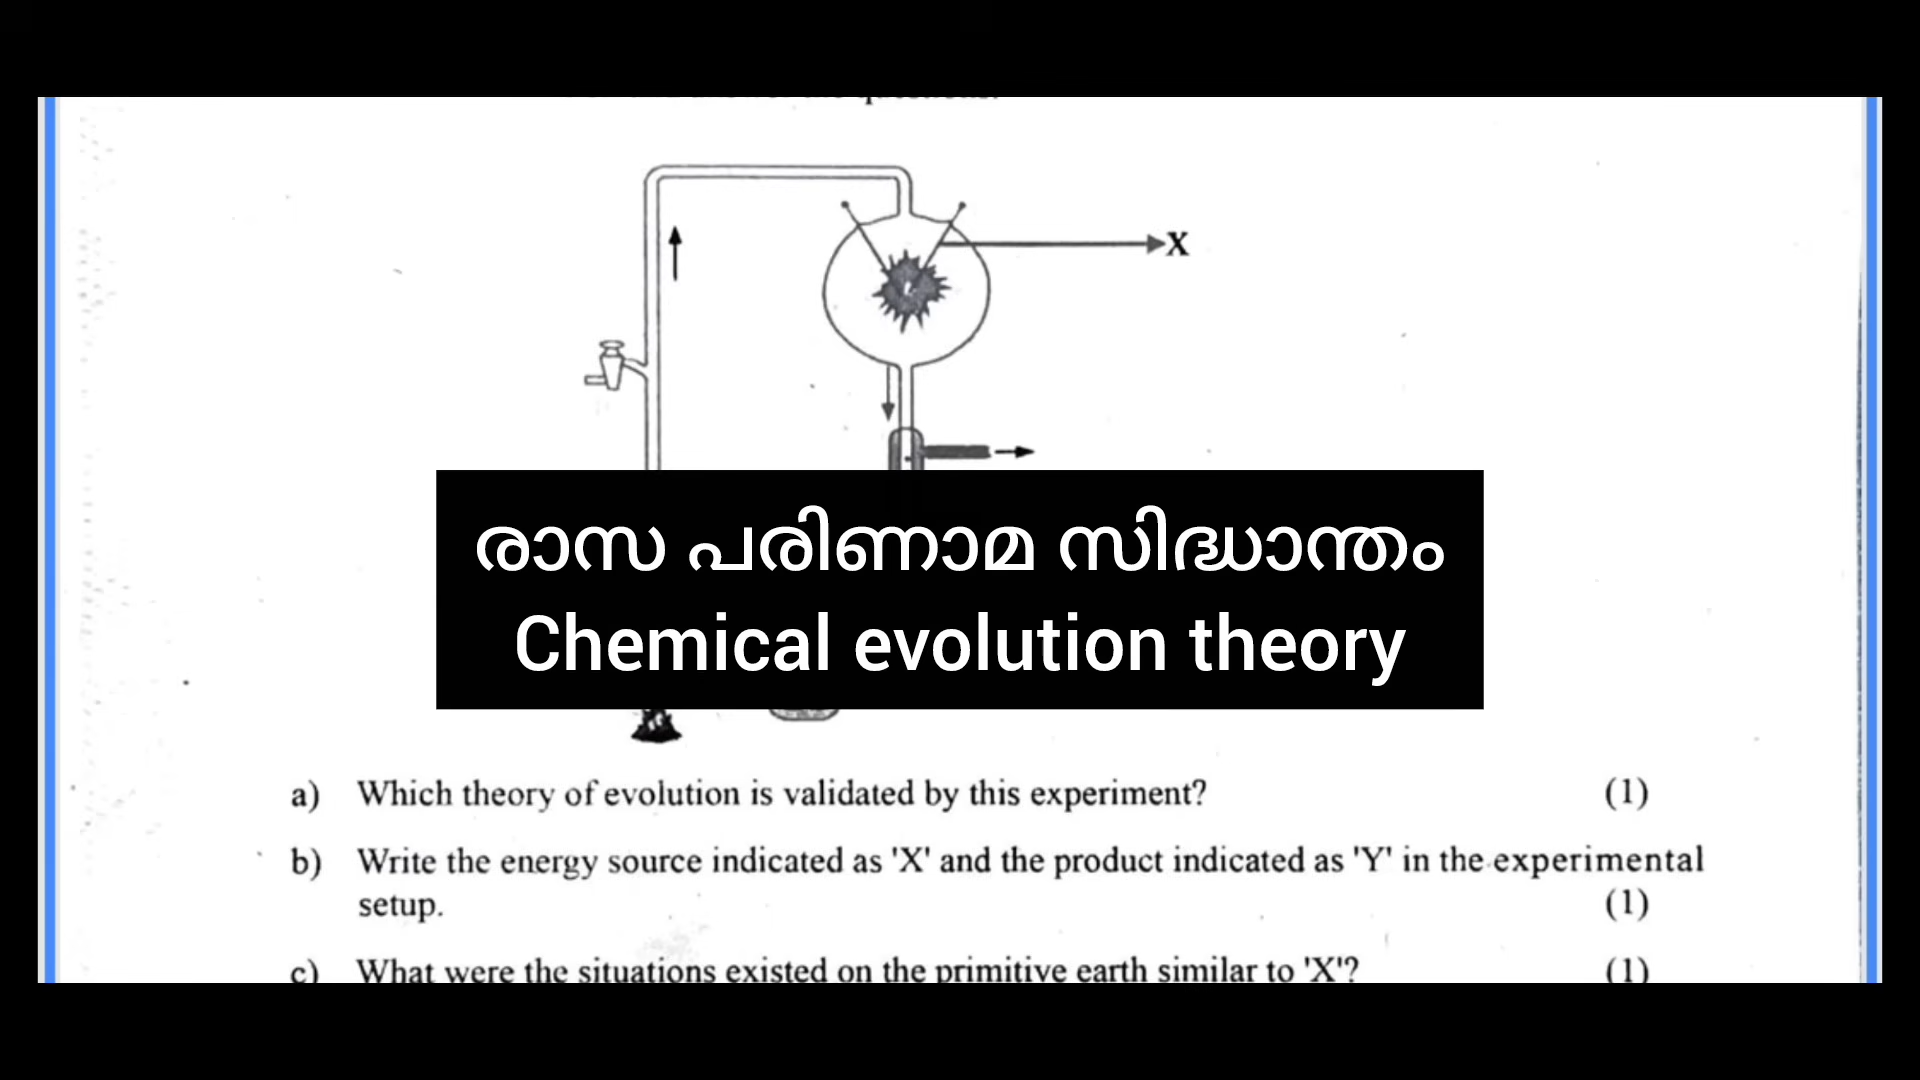 questions.
X
രാസ പരിണാമ സിദ്ധാന്തം
Chemical evolution theory
a) Which theory of evolution is validated by this experiment? (1)
b) Write the energy source indicated as 'X' and the product indicated as 'Y' in the experimental
setup. (1)
c) What were the situations existed on the primitive earth similar to 'X'? (1)